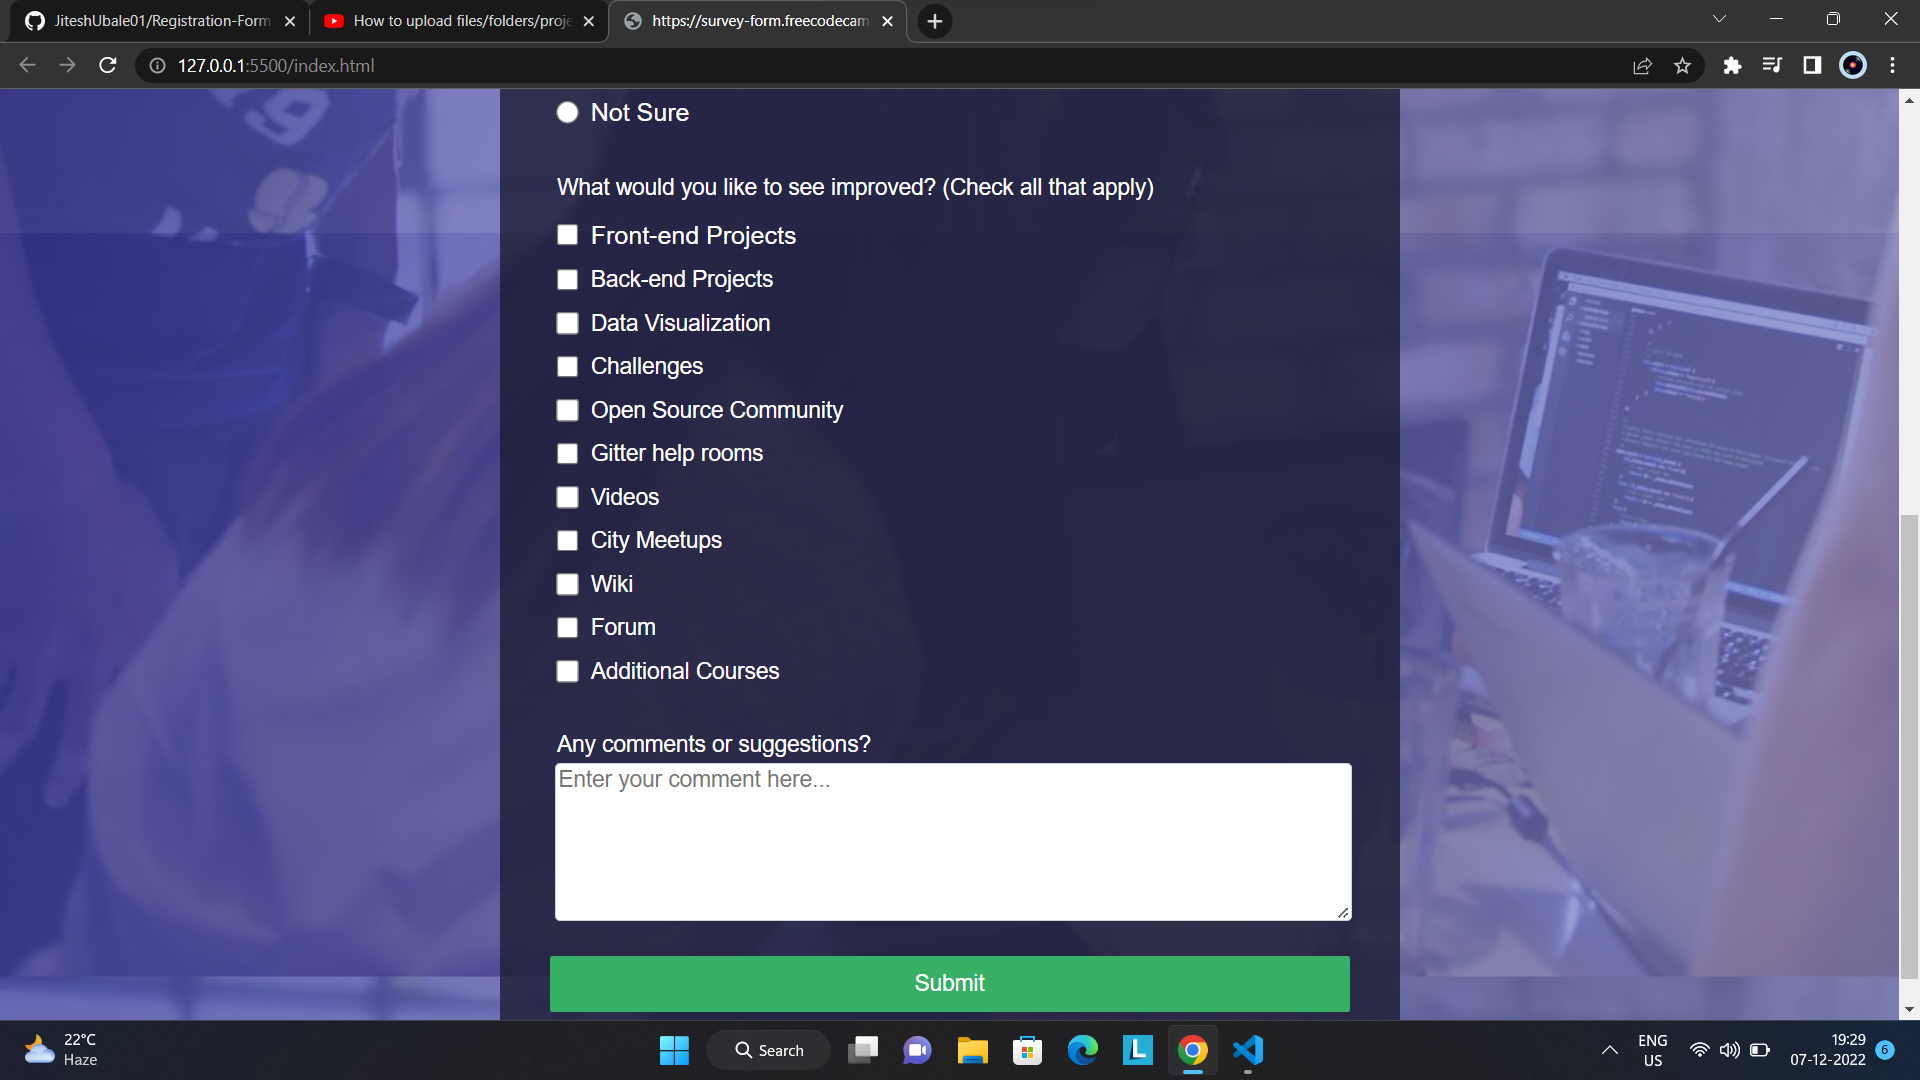 JiteshUbale01/Registration-Form
How to upload files/folders/proje
https://survey-form.freecodecam
127.0.0.1:5500/index.html
Not Sure
What would you like to see improved? (Check all that apply)
Front-end Projects
Back-end Projects
Data Visualization
Challenges
Open Source Community
Gitter help rooms
Videos
City Meetups
Wiki
Forum
Additional Courses
Any comments or suggestions?
Enter your comment here...
Submit
22°C
Haze
Search
ENG
US
19:29
07-12-2022
6